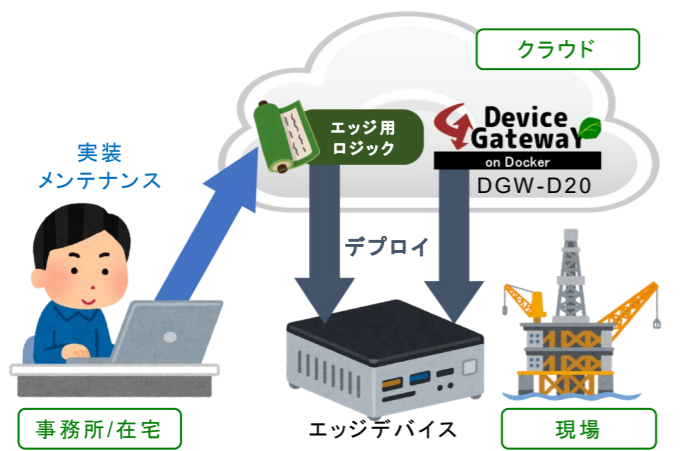 クラウド
エッジ用
ロジック
Device
GatewaY
on Docker
DGW-D20
実装
メンテナンス
デプロイ
事務所/在宅
エッジデバイス
現場